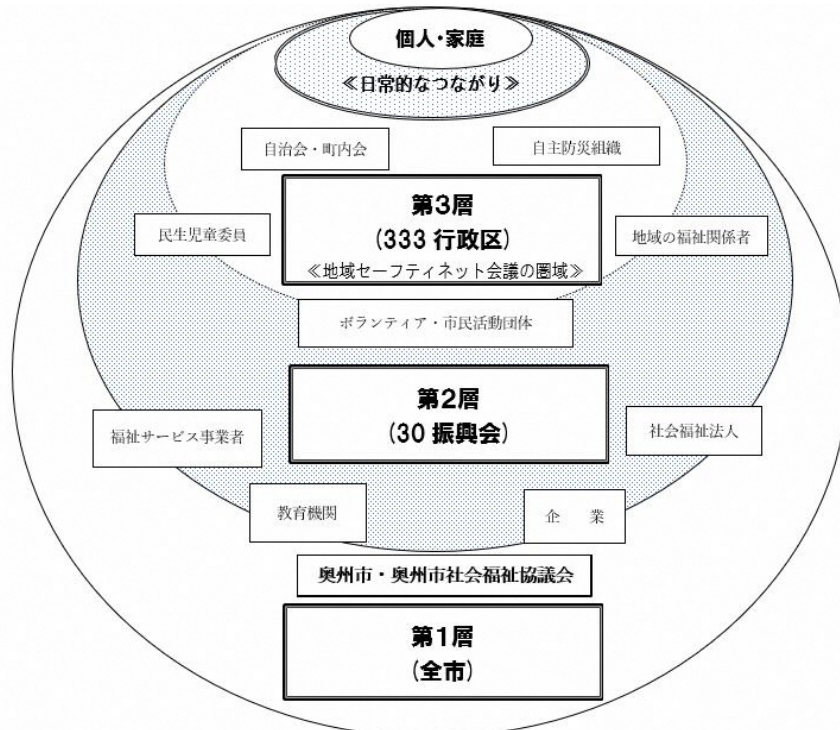 個人・家庭
≪日常的なつながり≫
自治会・町内会
自主防災組織
第3層
(333 行政区)
≪地域セーフティネット会議の圏域≫
民生児童委員
地域の福祉関係者
ボランティア・市民活動団体
第2層
(30 振興会)
福祉サービス事業者
社会福祉法人
教育機関
企　業
奥州市・奥州市社会福祉協議会
第1層
(全市)